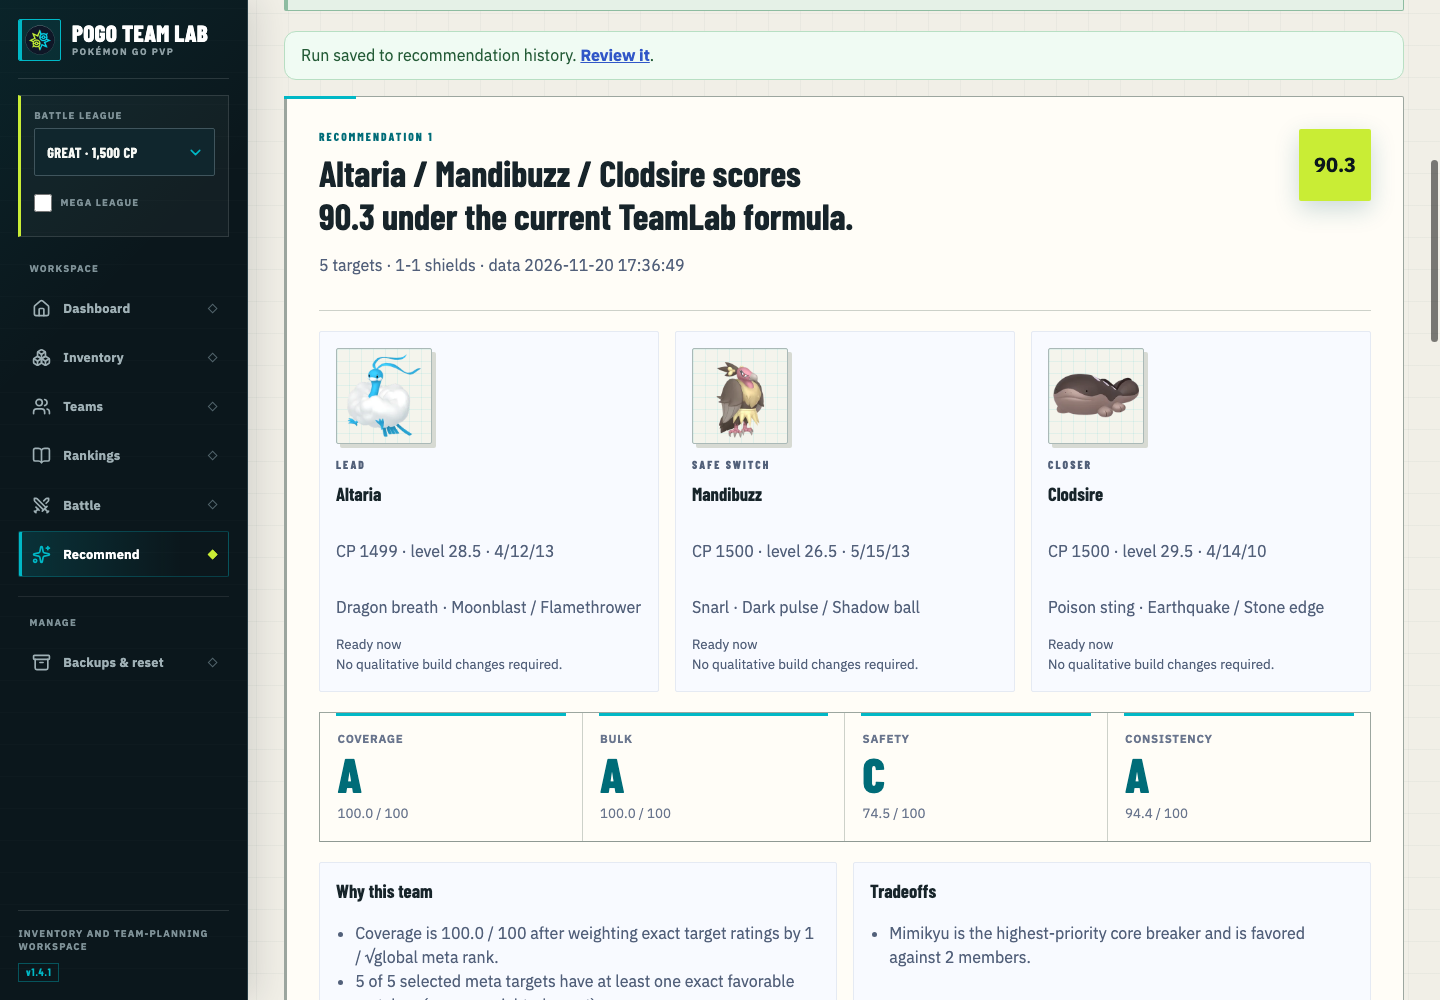 POGO TEAM LAB
POKÉMON GO PVP
BATTLE LEAGUE
GREAT · 1,500 CP
MEGA LEAGUE
WORKSPACE
Dashboard
Inventory
Teams
Rankings
Battle
Recommend
MANAGE
Backups & reset
INVENTORY AND TEAM-PLANNING
WORKSPACE
v1.4.1
Run saved to recommendation history. Review it.
RECOMMENDATION 1
Altaria / Mandibuzz / Clodsire scores
90.3 under the current TeamLab formula.
90.3
5 targets · 1-1 shields · data 2026-11-20 17:36:49
LEAD
Altaria
CP 1499 · level 28.5 · 4/12/13
Dragon breath · Moonblast / Flamethrower
Ready now
No qualitative build changes required.
SAFE SWITCH
Mandibuzz
CP 1500 · level 26.5 · 5/15/13
Snarl · Dark pulse / Shadow ball
Ready now
No qualitative build changes required.
CLOSER
Clodsire
CP 1500 · level 29.5 · 4/14/10
Poison sting · Earthquake / Stone edge
Ready now
No qualitative build changes required.
COVERAGE
A
100.0 / 100
BULK
A
100.0 / 100
SAFETY
C
74.5 / 100
CONSISTENCY
A
94.4 / 100
Why this team
• Coverage is 100.0 / 100 after weighting exact target ratings by 1
/ √global meta rank.
• 5 of 5 selected meta targets have at least one exact favorable
Tradeoffs
• Mimikyu is the highest-priority core breaker and is favored
against 2 members.